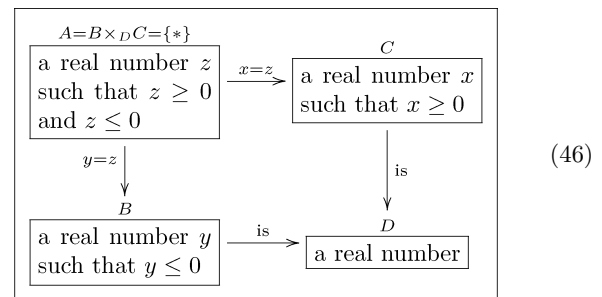 A=B×_DC={*}
a real number z
such that z ≥ 0
and z ≤ 0
x=z
C
a real number x
such that x ≥ 0
y=z
is
(46)
B
a real number y
such that y ≤ 0
is
D
a real number